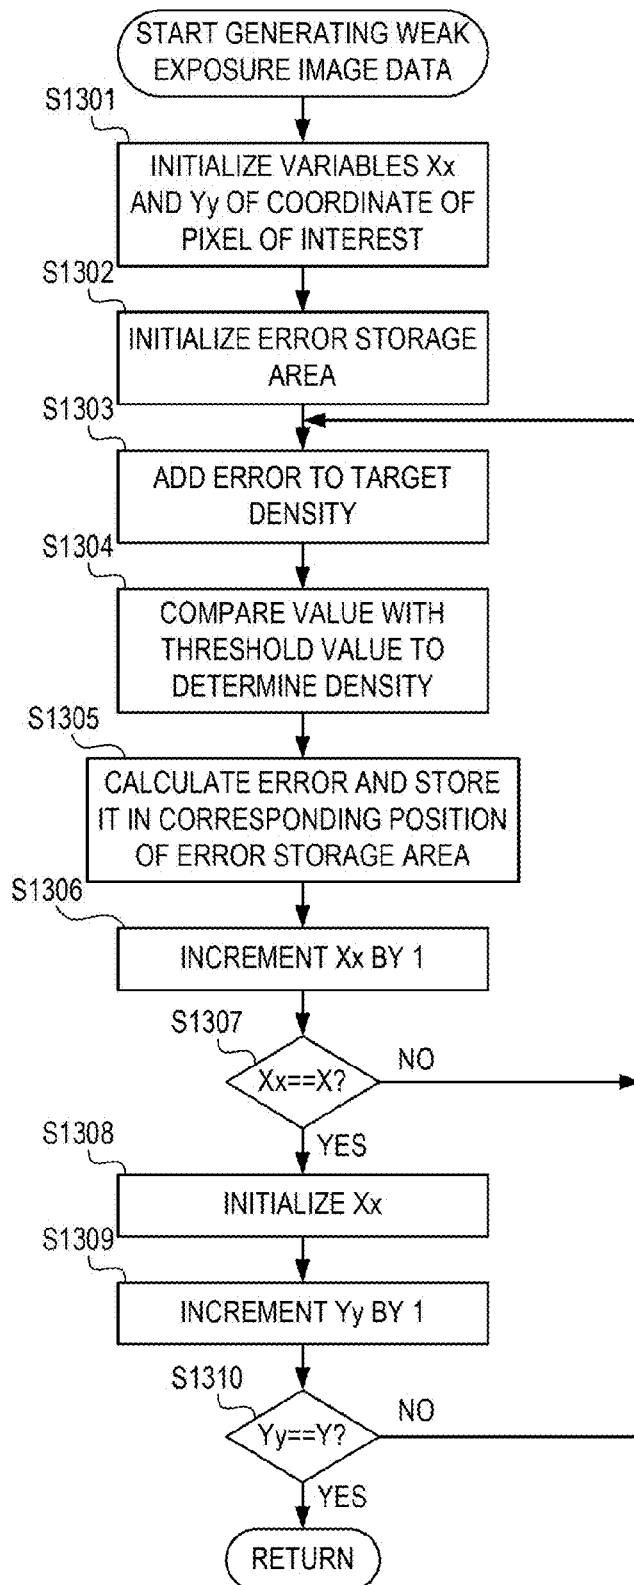 START GENERATING WEAK
EXPOSURE IMAGE DATA
S1301
INITIALIZE VARIABLES Xx
AND Yy OF COORDINATE OF
PIXEL OF INTEREST
S1302
INITIALIZE ERROR STORAGE
AREA
S1303
ADD ERROR TO TARGET
DENSITY
S1304
COMPARE VALUE WITH
THRESHOLD VALUE TO
DETERMINE DENSITY
S1305
CALCULATE ERROR AND STORE
IT IN CORRESPONDING POSITION
OF ERROR STORAGE AREA
S1306
INCREMENT Xx BY 1
S1307
Xx==X?
NO
YES
S1308
INITIALIZE Xx
S1309
INCREMENT Yy BY 1
S1310
Yy==Y?
NO
YES
RETURN